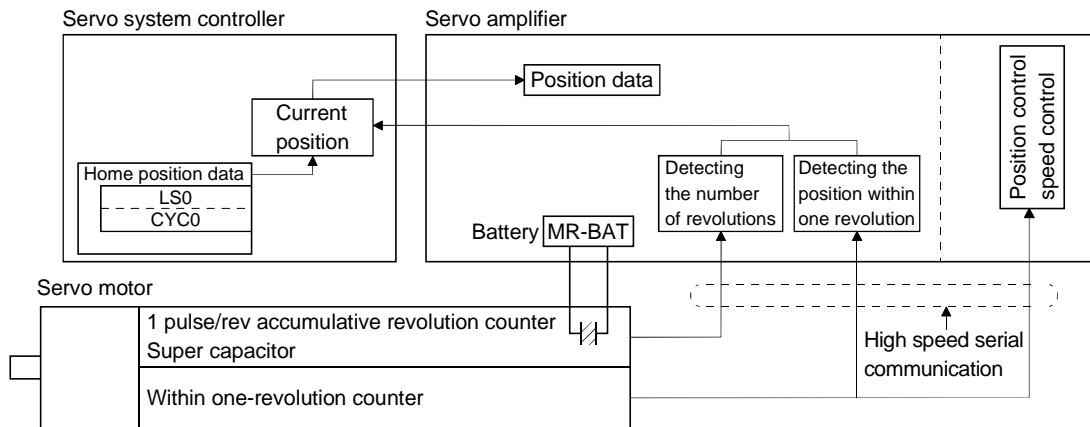 Servo system controller
Servo amplifier
Position data
Current
position
Position control
speed control
Home position data
LS0
CYC0
Detecting
the number
of revolutions
Detecting the
position within
one revolution
Battery MR-BAT
Servo motor
1 pulse/rev accumulative revolution counter
Super capacitor
High speed serial
communication
Within one-revolution counter